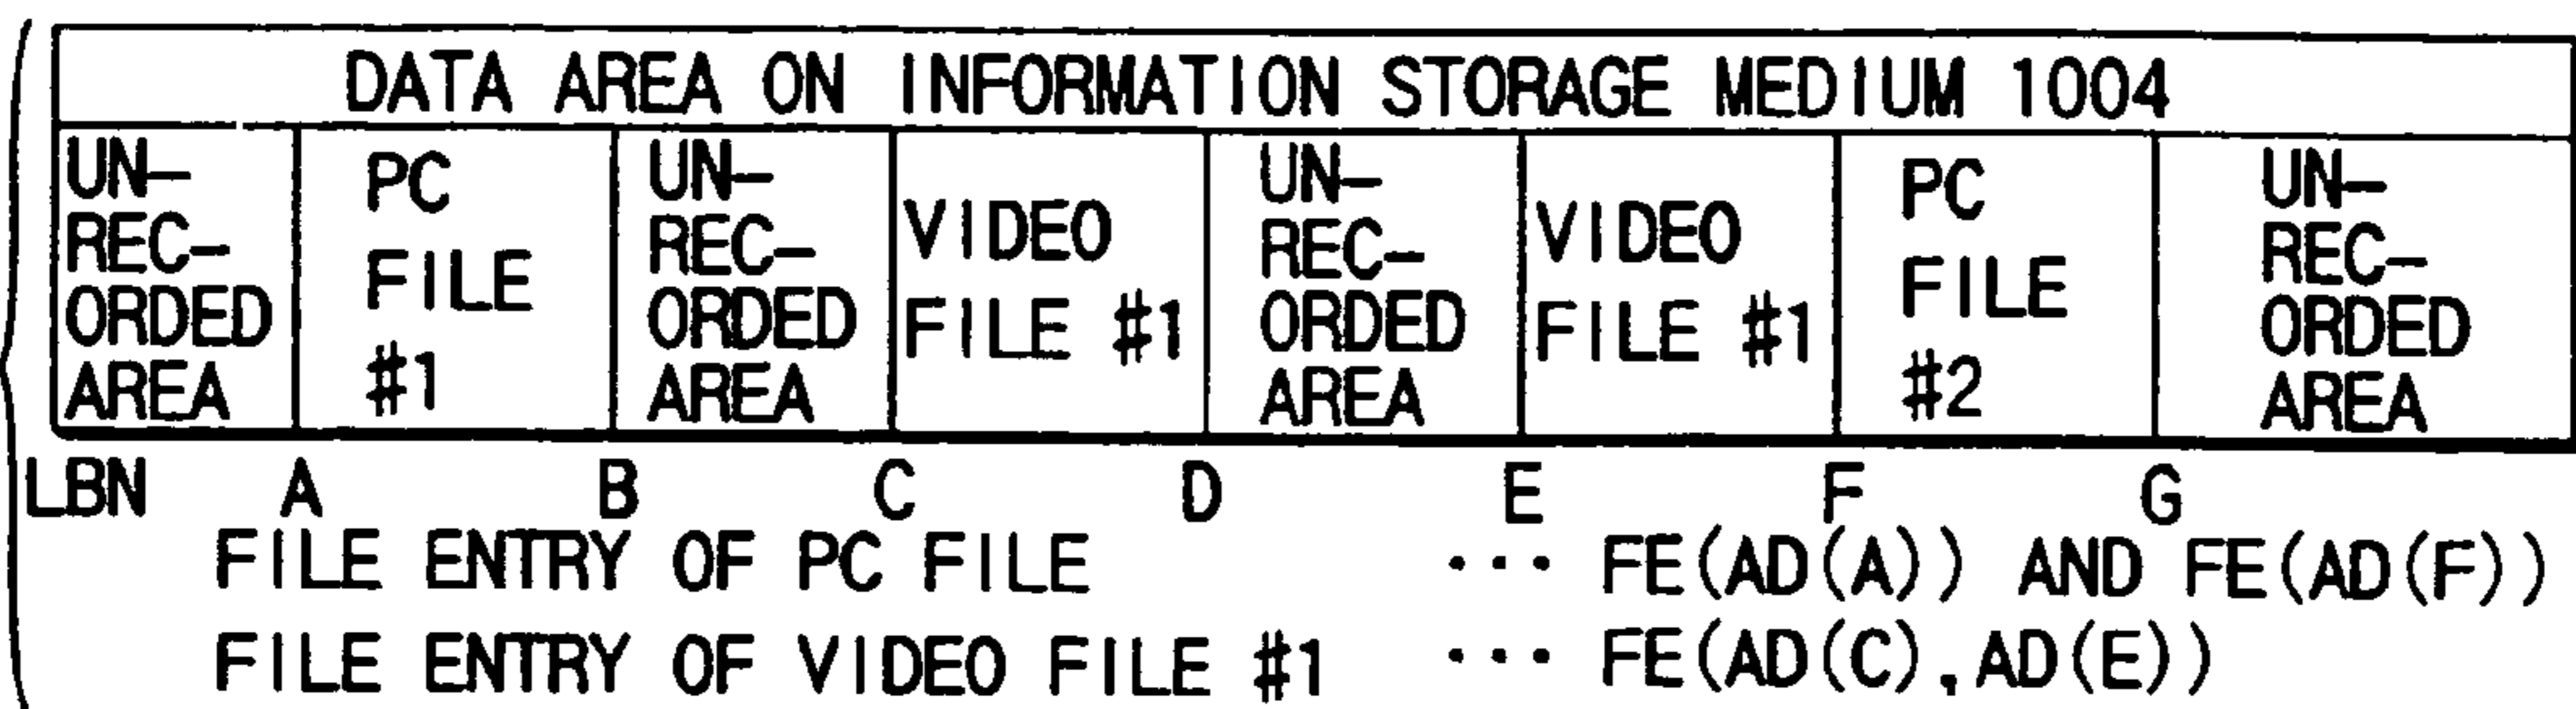 DATA AREA ON INFORMATION STORAGE MEDIUM 1004
UN-
REC-
ORDED
AREA
PC
FILE
#1
UN-
REC-
ORDED
AREA
VIDEO
FILE #1
UN-
REC-
ORDED
AREA
VIDEO
FILE #1
PC
FILE
#2
UN-
REC-
ORDED
AREA
LBN A B C D E F G
FILE ENTRY OF PC FILE ··· FE(AD(A)) AND FE(AD(F))
FILE ENTRY OF VIDEO FILE #1 ··· FE(AD(C),AD(E))